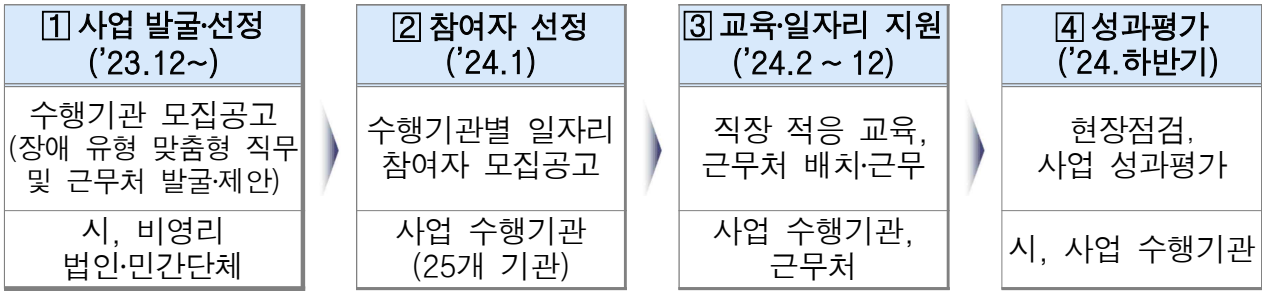 1 사업 발굴·선정
(’23.12~)
수행기관 모집공고
(장애 유형 맞춤형 직무
및 근무처 발굴·제안)
시, 비영리
법인·민간단체
2 참여자 선정
(’24.1)
수행기관별 일자리
참여자 모집공고
사업 수행기관
(25개 기관)
3 교육·일자리 지원
(’24.2 ~ 12)
직장 적응 교육,
근무처 배치·근무
사업 수행기관,
근무처
4 성과평가
(’24.하반기)
현장점검,
사업 성과평가
시, 사업 수행기관